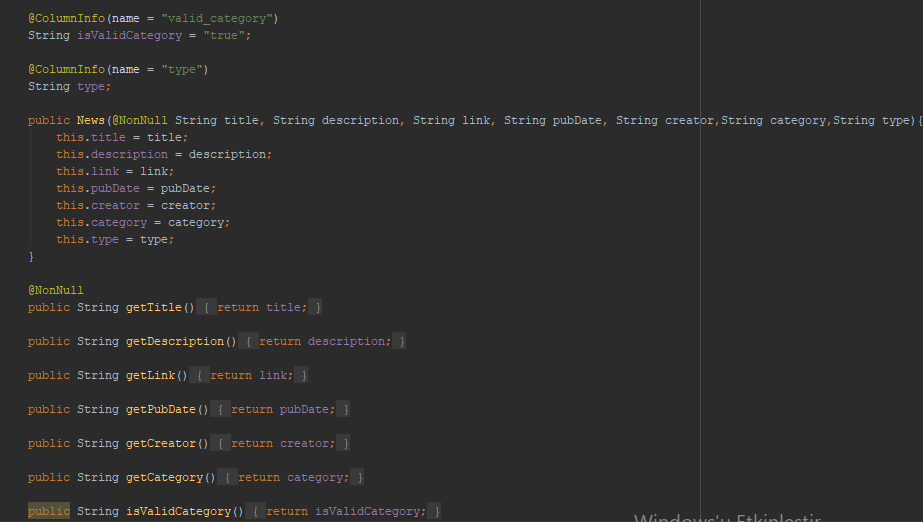 @ColumnInfo(name = "valid_category")
String isValidCategory = "true";
@ColumnInfo(name = "type")
String type;
public News(@NonNull String title, String description, String link, String pubDate, String creator,String category,String type){
this.title = title;
this.description = description;
this.link = link;
this.pubDate = pubDate;
this.creator = creator;
this.category = category;
this.type = type;
}
@NonNull
public String getTitle() { return title; }
public String getDescription() { return description; }
public String getLink() { return link; }
public String getPubDate() { return pubDate; }
public String getCreator() { return creator; }
public String getCategory() { return category; }
public String isValidCategory() { return isValidCategory; }
Windows'u Etkinleştir